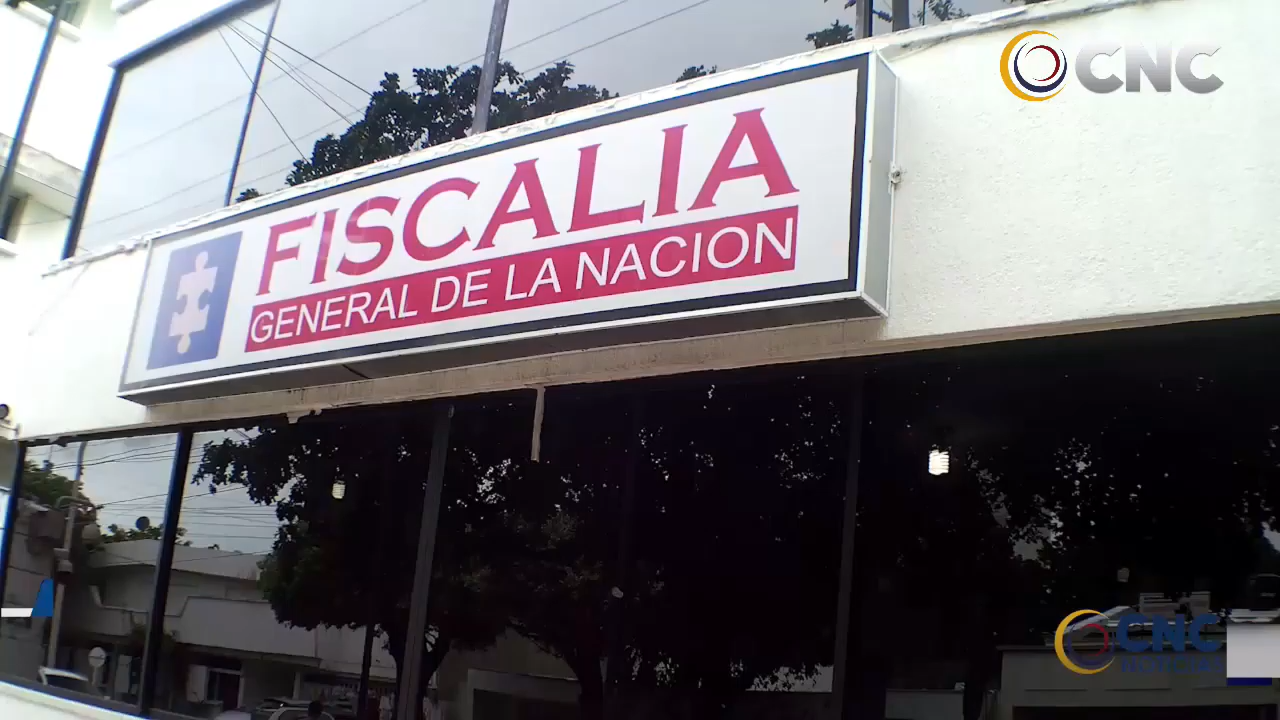 CNC
FISCALIA
GENERAL DE LA NACION
CNC
NOTICIAS